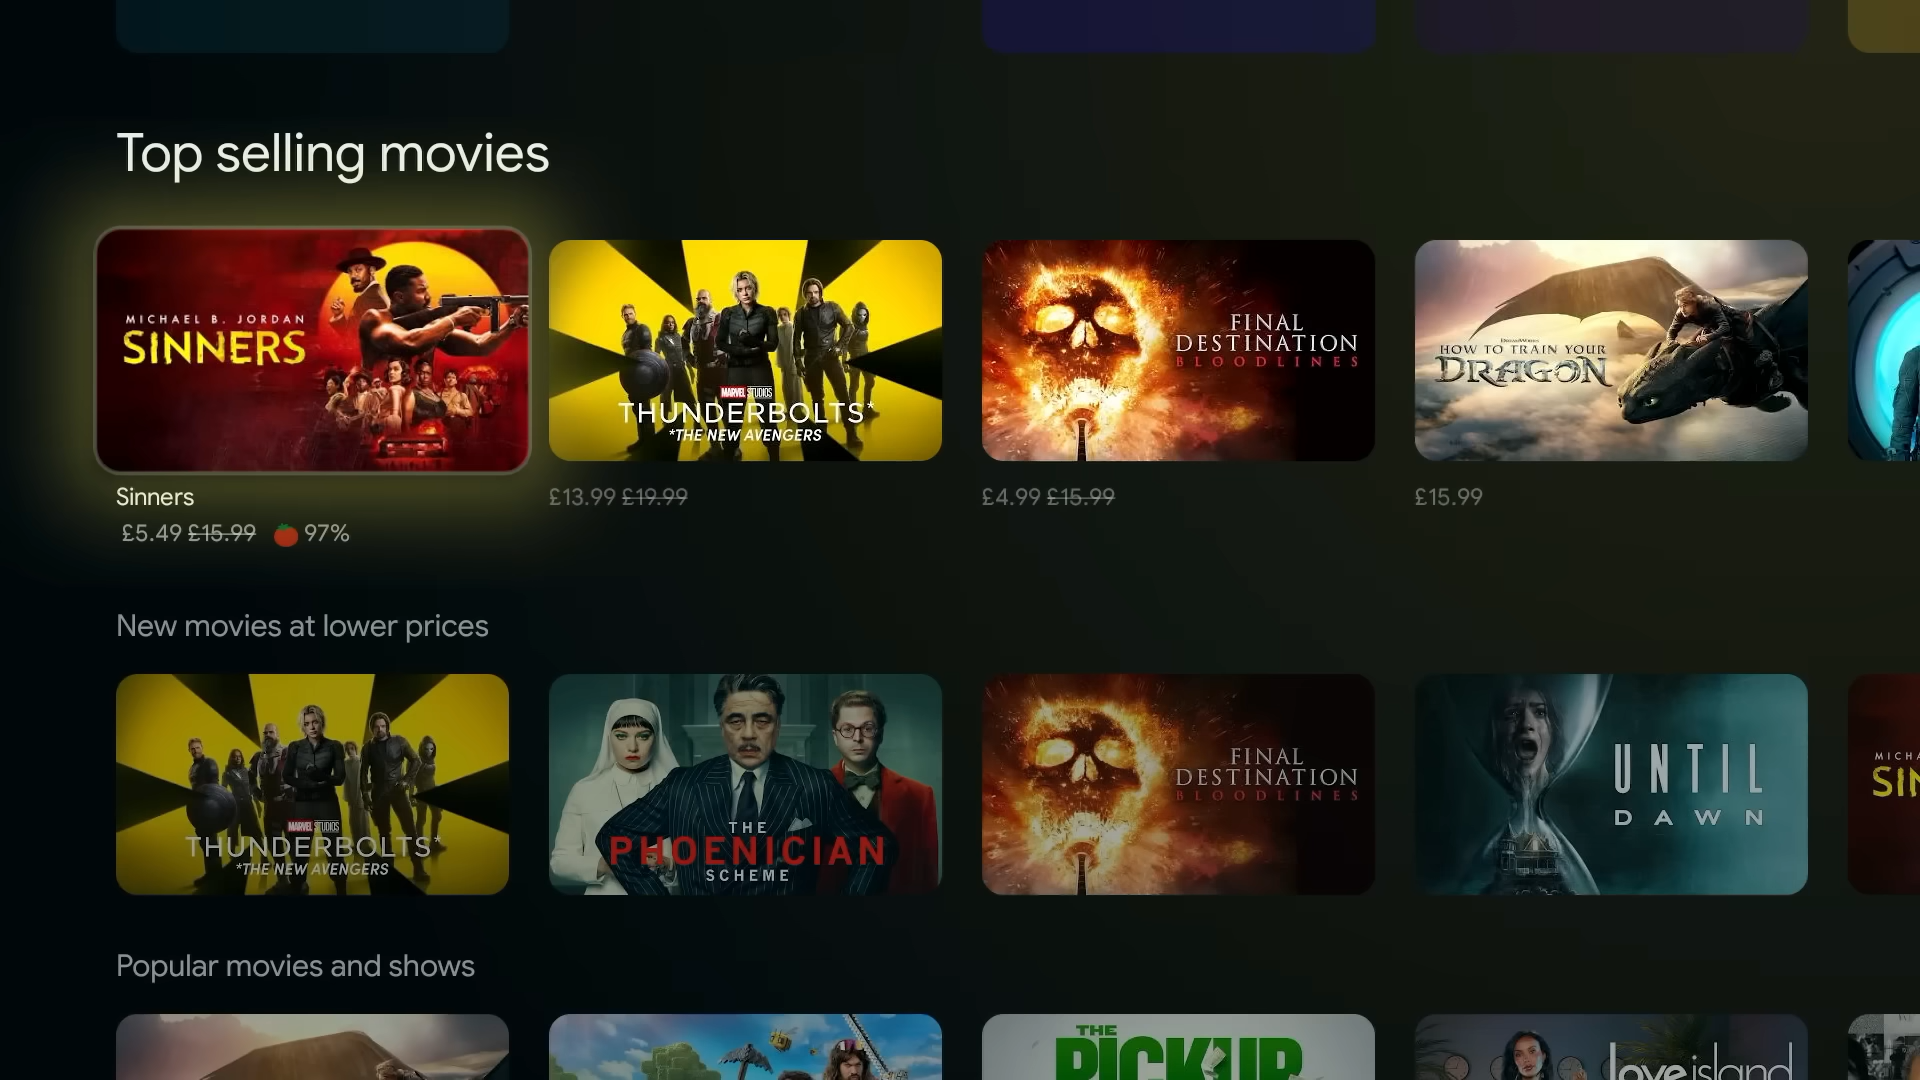 Top selling movies
MICHAEL B. JORDAN
SINNERS
MARVEL STUDIOS
THUNDERBOLTS*
*THE NEW AVENGERS
FINAL
DESTINATION
BLOODLINES
HOW TO TRAIN YOUR
DRAGON
Sinners
£5.49 £15.99 97%
£13.99 £19.99
£4.99 £15.99
£15.99
New movies at lower prices
MARVEL STUDIOS
THUNDERBOLTS*
*THE NEW AVENGERS
THE
PHOENICIAN
SCHEME
FINAL
DESTINATION
BLOODLINES
UNTIL
DAWN
MICHA
SIN
Popular movies and shows
THE
PICKUP
love island